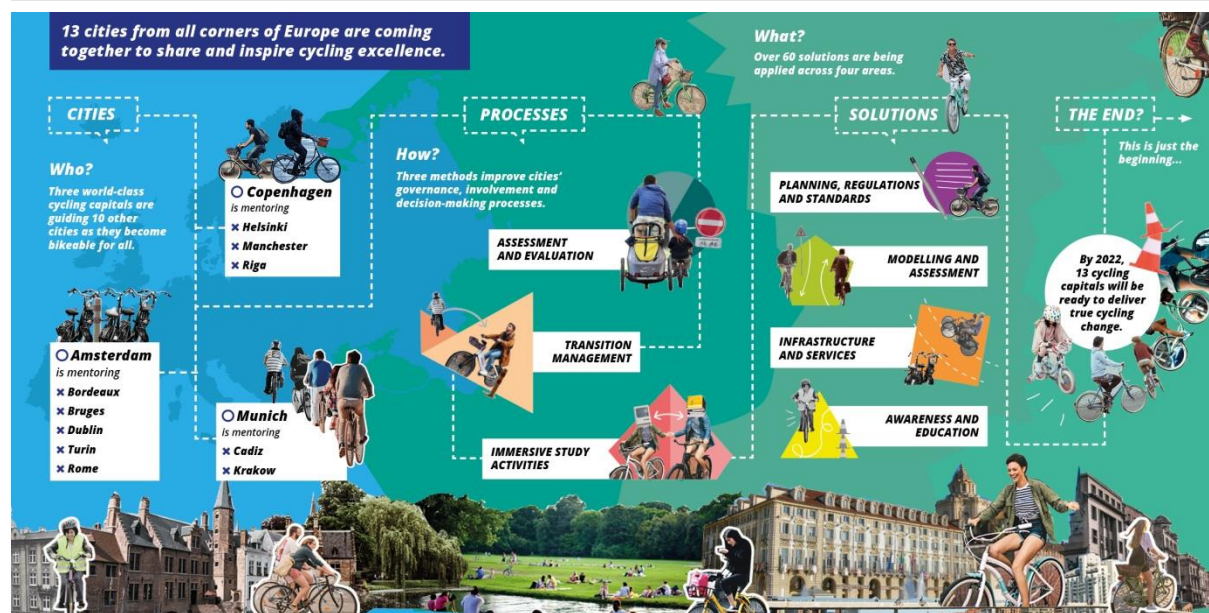 13 cities from all corners of Europe are coming
together to share and inspire cycling excellence.
CITIES
Who?
Three world-class
cycling capitals are
guiding 10 other
cities as they become
bikeable for all.
Copenhagen
is mentoring
× Helsinki
× Manchester
× Riga
Amsterdam
is mentoring
× Bordeaux
× Bruges
× Dublin
× Turin
× Rome
Munich
is mentoring
× Cadiz
× Krakow
PROCESSES
How?
Three methods improve cities’
governance, involvement and
decision-making processes.
ASSESSMENT
AND EVALUATION
TRANSITION
MANAGEMENT
IMMERSIVE STUDY
ACTIVITIES
What?
Over 60 solutions are being
applied across four areas.
SOLUTIONS
PLANNING, REGULATIONS
AND STANDARDS
MODELLING AND
ASSESSMENT
INFRASTRUCTURE
AND SERVICES
AWARENESS AND
EDUCATION
THE END?
This is just the
beginning...
By 2022,
13 cycling
capitals will be
ready to deliver
true cycling
change.